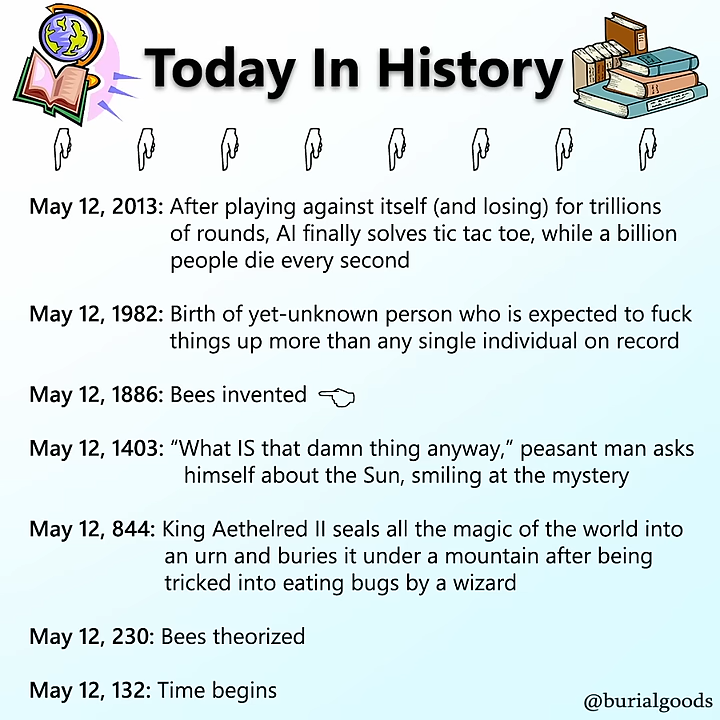 Today In History
May 12, 2013: After playing against itself (and losing) for trillions
of rounds, AI finally solves tic tac toe, while a billion
people die every second
May 12, 1982: Birth of yet-unknown person who is expected to fuck
things up more than any single individual on record
May 12, 1886: Bees invented
May 12, 1403: “What IS that damn thing anyway,” peasant man asks
himself about the Sun, smiling at the mystery
May 12, 844: King Aethelred II seals all the magic of the world into
an urn and buries it under a mountain after being
tricked into eating bugs by a wizard
May 12, 230: Bees theorized
May 12, 132: Time begins
@burialgoods